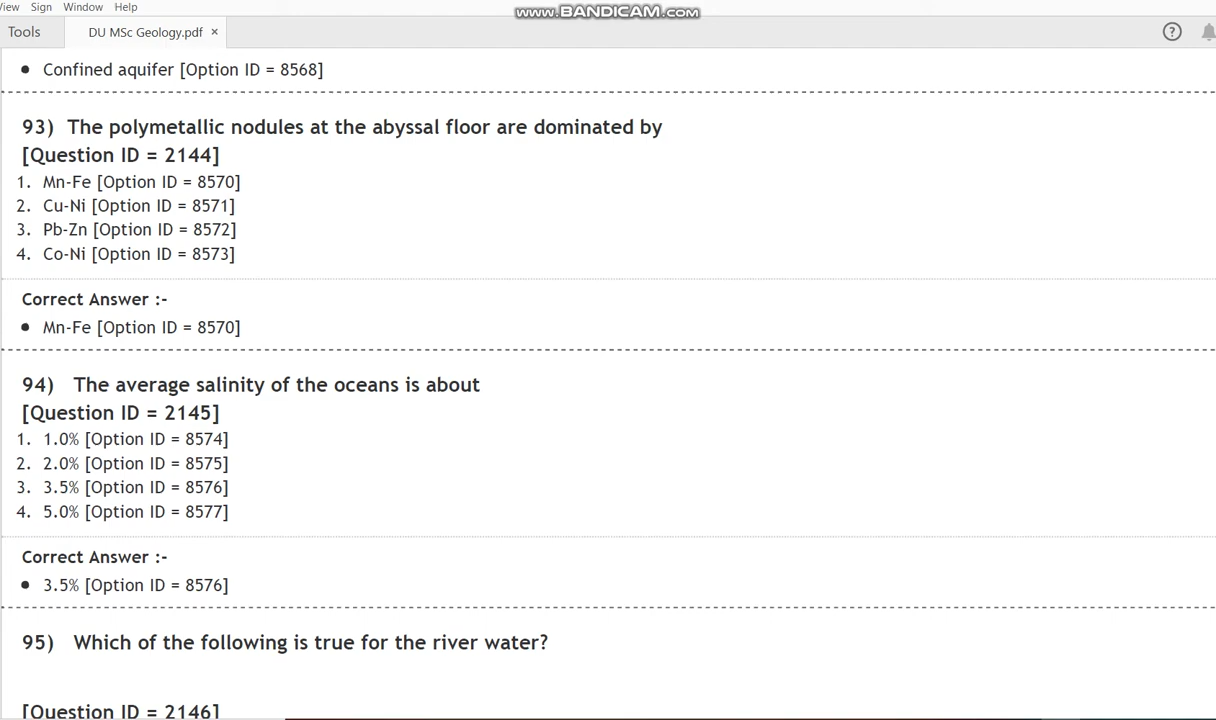 View Sign Window Help
www.BANDICAM.com
Tools
DU MSc Geology.pdf ×
?
• Confined aquifer [Option ID = 8568]
93) The polymetallic nodules at the abyssal floor are dominated by
[Question ID = 2144]
1. Mn-Fe [Option ID = 8570]
2. Cu-Ni [Option ID = 8571]
3. Pb-Zn [Option ID = 8572]
4. Co-Ni [Option ID = 8573]
Correct Answer :-
• Mn-Fe [Option ID = 8570]
94) The average salinity of the oceans is about
[Question ID = 2145]
1. 1.0% [Option ID = 8574]
2. 2.0% [Option ID = 8575]
3. 3.5% [Option ID = 8576]
4. 5.0% [Option ID = 8577]
Correct Answer :-
• 3.5% [Option ID = 8576]
95) Which of the following is true for the river water?
[Question ID = 2146]